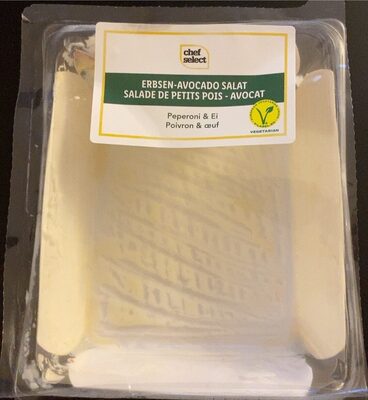 chef
select
ERBSEN-AVOCADO SALAT
SALADE DE PETITS POIS - AVOCAT
Peperoni & Ei
Poivron & œuf
VEGETARIAN